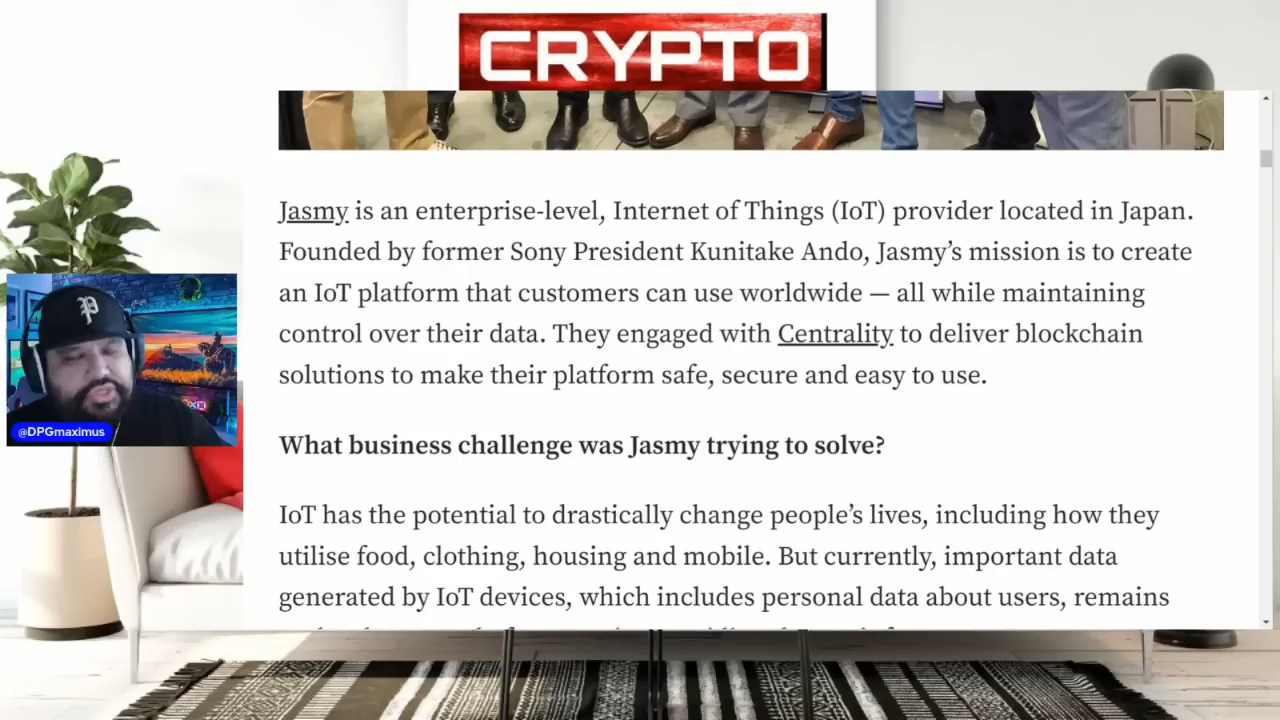 CRYPTO
Jasmy is an enterprise-level, Internet of Things (IoT) provider located in Japan.
Founded by former Sony President Kunitake Ando, Jasmy’s mission is to create
an IoT platform that customers can use worldwide — all while maintaining
control over their data. They engaged with Centrality to deliver blockchain
solutions to make their platform safe, secure and easy to use.
What business challenge was Jasmy trying to solve?
IoT has the potential to drastically change people’s lives, including how they
utilise food, clothing, housing and mobile. But currently, important data
generated by IoT devices, which includes personal data about users, remains
P
@DPGmaximus